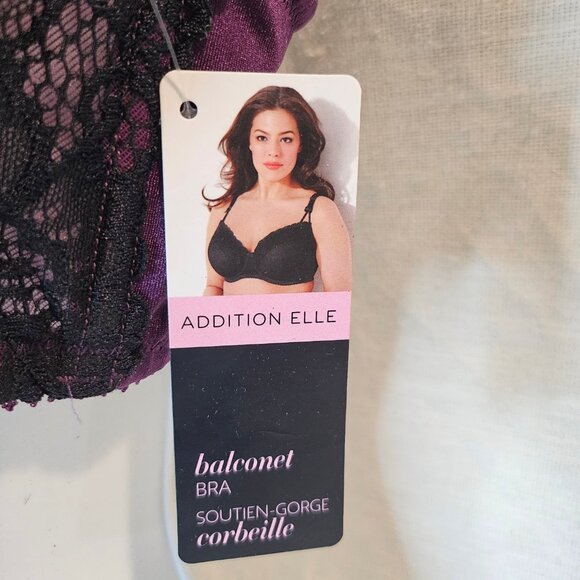 ADDITION ELLE
balconet
BRA
SOUTIEN-GORGE
corbeille